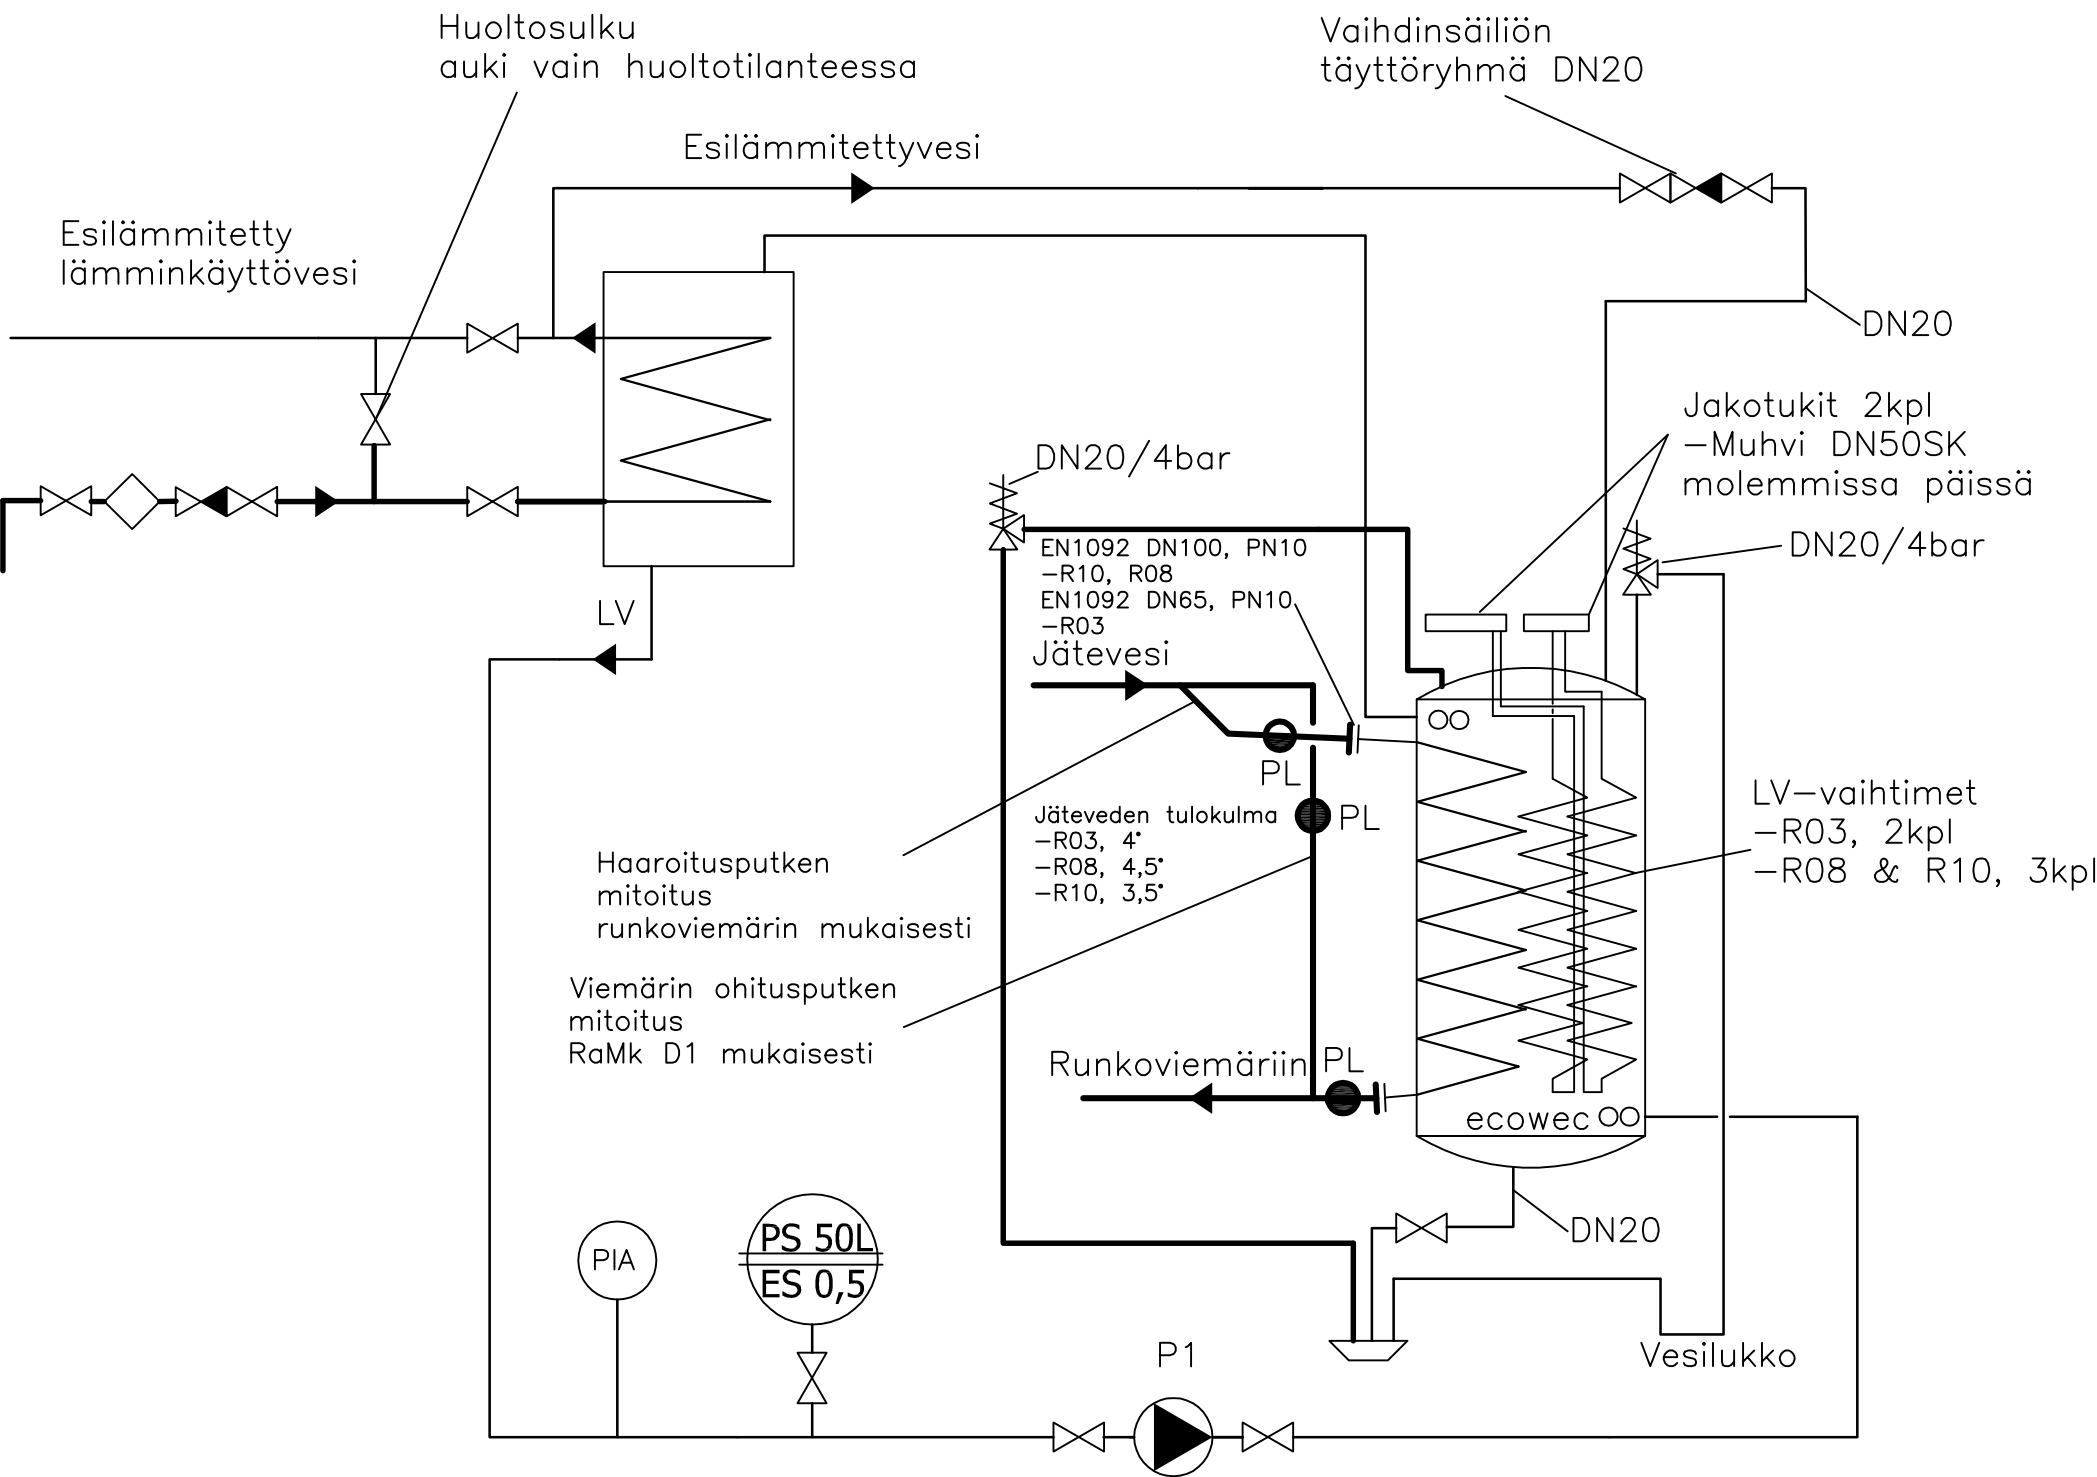 Huoltosulku
auki vain huoltotilanteessa
Vaihdinsäiliön
täyttöryhmä DN20
Esilämmitettyvesi
Esilämmitetty
lämminkäyttövesi
DN20
Jakotukit 2kpl
-Muhvi DN50SK
molemmissa päissä
DN20/4bar
DN20/4bar
EN1092 DN100, PN10
-R10, R08
EN1092 DN65, PN10
-R03
LV
Jätevesi
PL
LV-vaihtimet
-R03, 2kpl
-R08 & R10, 3kpl
PL
Jäteveden tulokulma
-R03, 4°
-R08, 4,5°
-R10, 3,5°
Haaroitusputken
mitoitus
runkoviemärin mukaisesti
Viemärin ohitusputken
mitoitus
RaMk D1 mukaisesti
Runkoviemäriin
PL
ecowec
DN20
PIA
PS 50L
ES 0,5
P1
Vesilukko